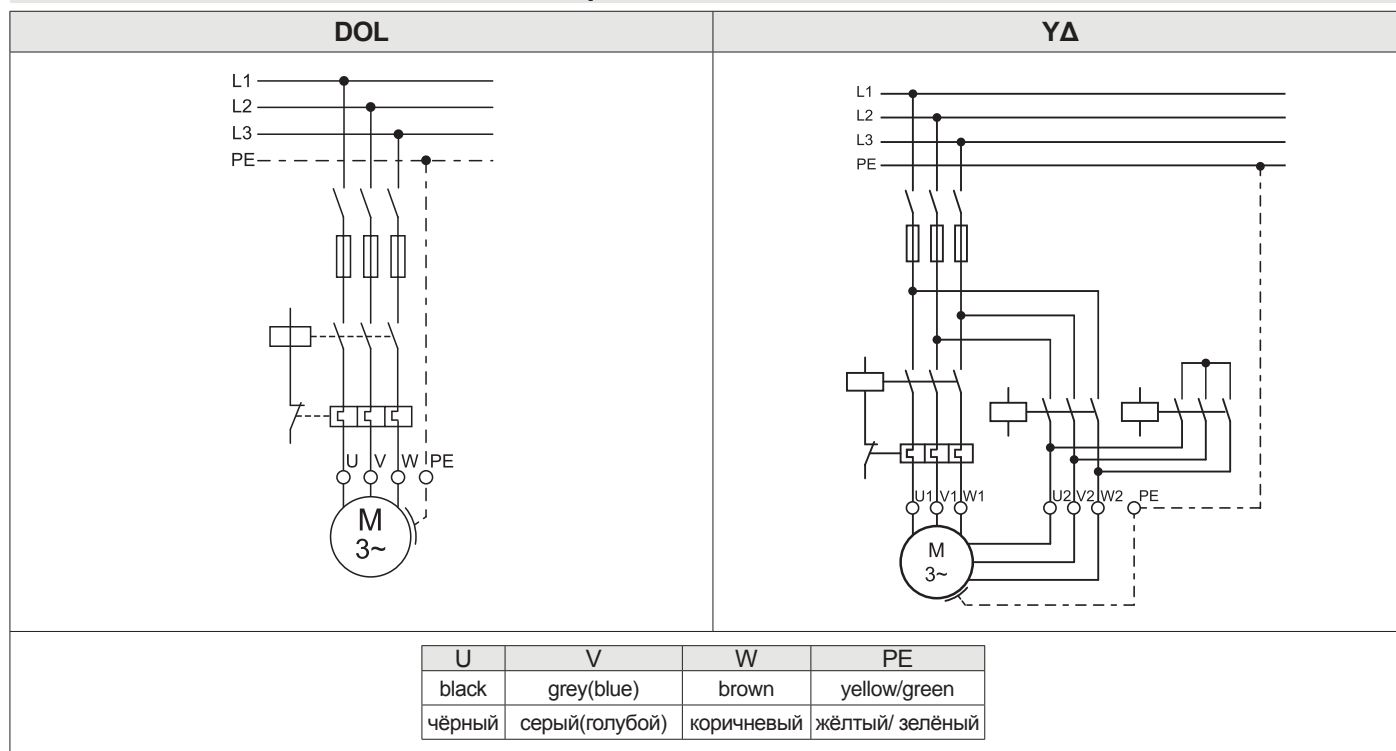 DOL
YΔ
L1
L2
L3
PE
U V W PE
M
3~
L1
L2
L3
PE
U1 V1 W1 U2 V2 W2 PE
M
3~
U V W PE
black grey(blue) brown yellow/green
чёрный серый(голубой) коричневый жёлтый/ зелёный